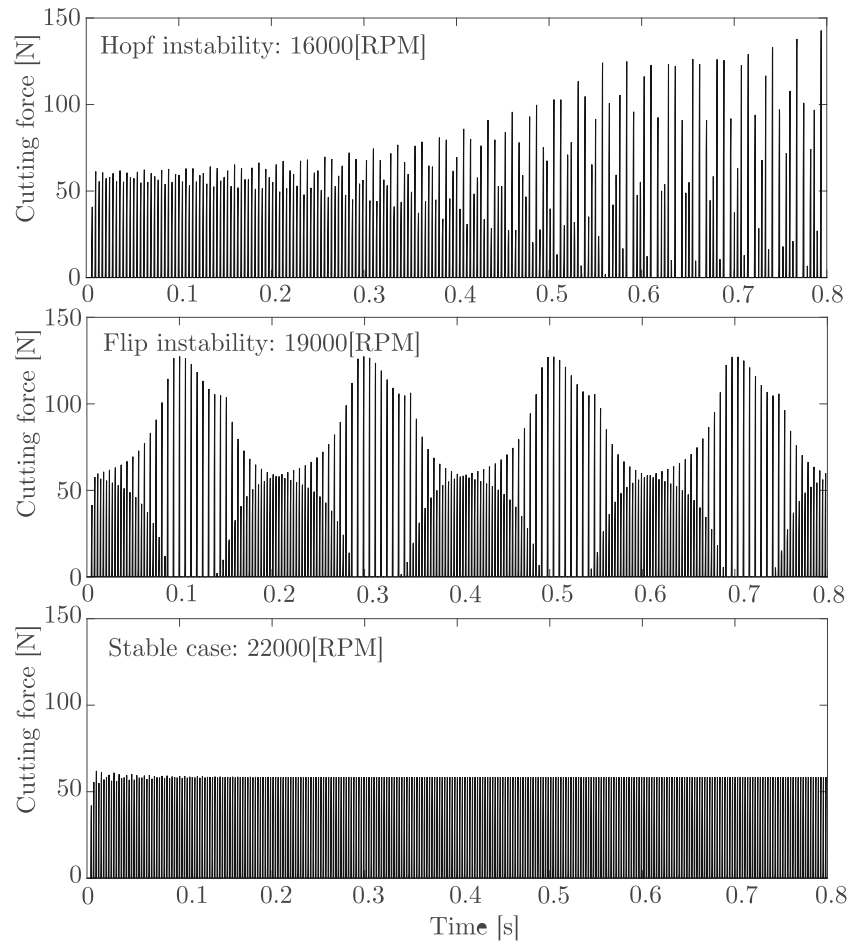 150
Hopf instability: 16000[RPM]
100
50
0
Cutting force [N]
0 0.1 0.2 0.3 0.4 0.5 0.6 0.7 0.8
150
Flip instability: 19000[RPM]
100
50
0
Cutting force [N]
0 0.1 0.2 0.3 0.4 0.5 0.6 0.7 0.8
150
Stable case: 22000[RPM]
100
50
0
Cutting force [N]
0 0.1 0.2 0.3 0.4 0.5 0.6 0.7 0.8
Time [s]